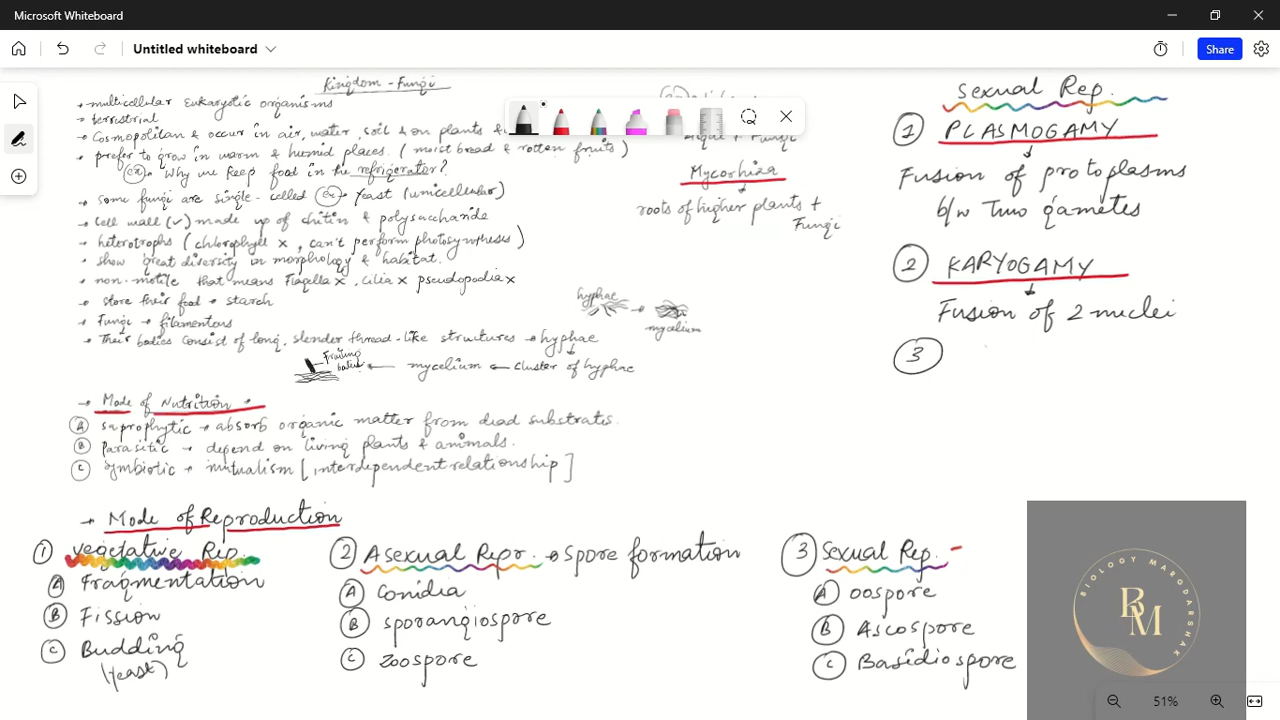 Microsoft Whiteboard
Untitled whiteboard
Share
Kingdom - Fungi
multicellular Eukaryotic organisms
terrestrial
Cosmopolitan & occur in air, water, soil & on plants &
prefer to grow in warm & humid places. (moist bread & rotten fruits)
(ex) → Why we keep food in the refrigerator?
some fungi are single-celled (ex) → yeast (unicellular)
cell wall (✓) made up of chitin & polysaccharide
heterotrophs (chlorophyll ×, can't perform photosynthesis)
show great diversity in morphology & habitat.
non-motile that means Flagella ×, cilia × pseudopodia ×
store their food → starch
Fungi → filamentous
Their bodies consist of long, slender thread-like structures → hyphae
Fruiting bodies ← mycelium ← cluster of hyphae
hyphae → mycelium
Algae + Fungi
Mycorhiza
roots of higher plants +
Fungi
→ Mode of Nutrition
(A) saprophytic → absorb organic matter from dead substrates.
(B) Parasitic → depend on living plants & animals.
(C) symbiotic → mutualism [interdependent relationship]
→ Mode of Reproduction
① Vegetative Rep.
(A) Fragmentation
(B) Fission
(C) Budding
(yeast)
② Asexual Repr. → spore formation
(A) Conidia
(B) sporangiospore
(C) Zoospore
③ Sexual Rep.
(A) oospore
(B) Ascospore
(C) Basidiospore
Sexual Rep.
① PLASMOGAMY
Fusion of protoplasms
b/w Two gametes
② KARYOGAMY
Fusion of 2 nuclei
③
BIOLOGY MARGDARSHAK
BM
51%